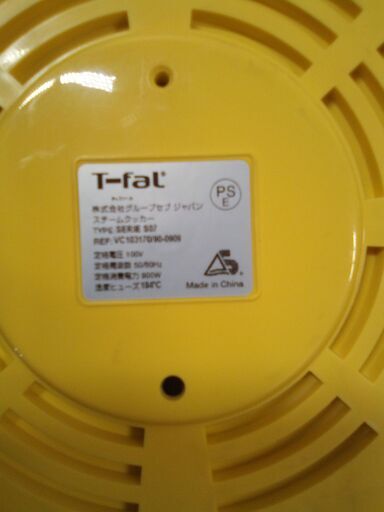 T-fal
株式会社グループセブ ジャパン
スチームクッカー
TYPE: SERIE S07
REF: VC103170/90-0909
定格電圧 100V
定格周波数 50/60Hz
定格消費電力 900W
温度ヒューズ 184℃
PS
E
Made in China